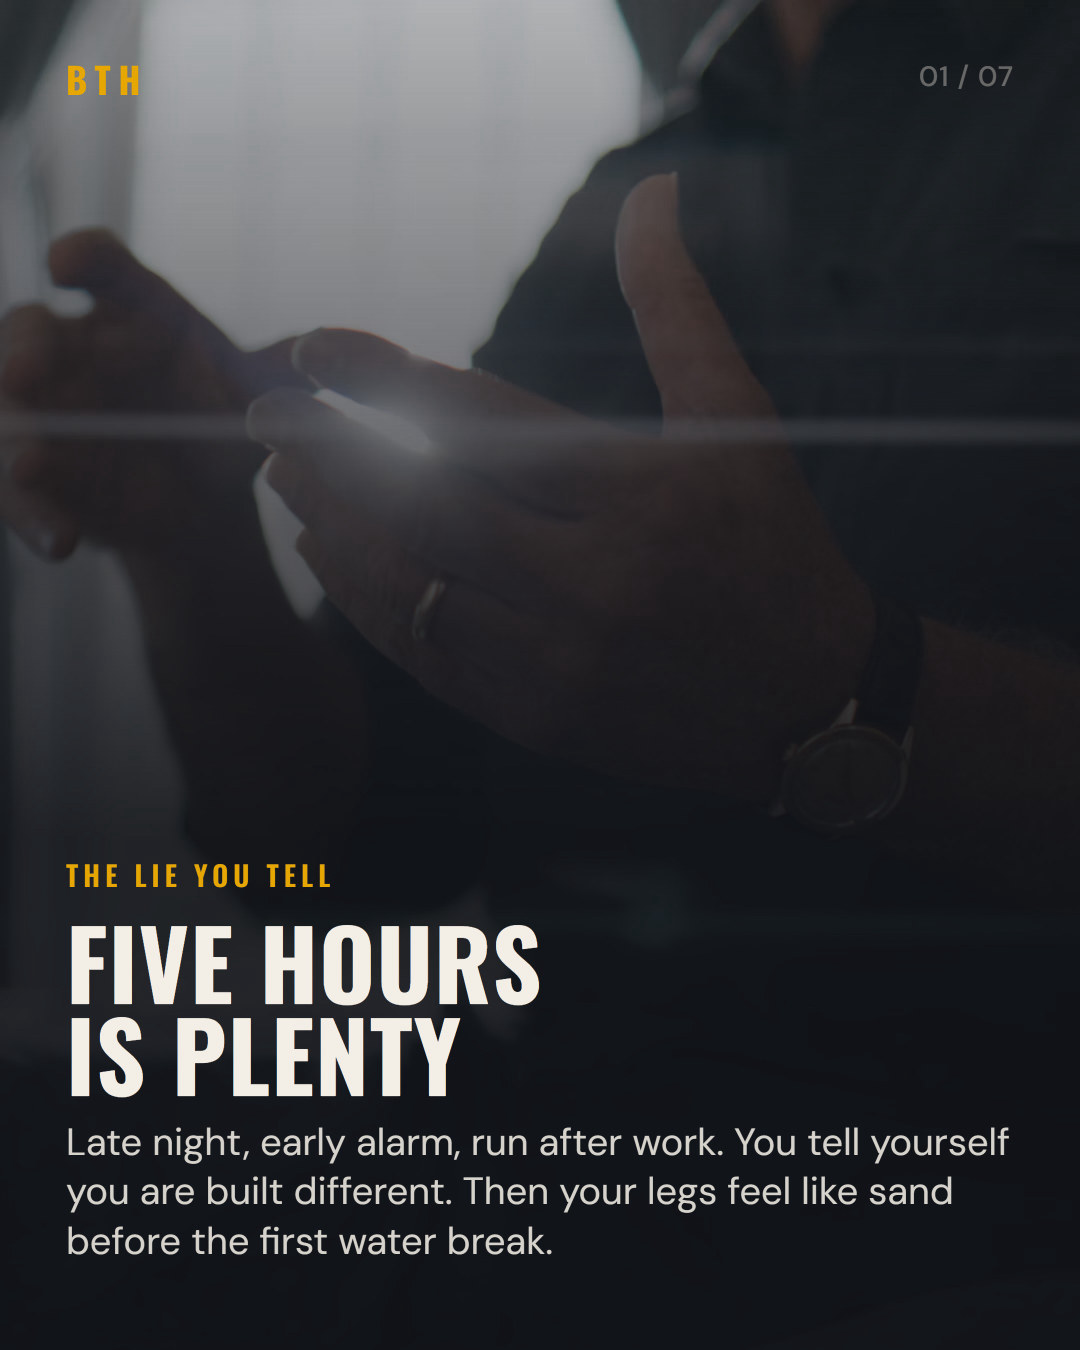 BTH
01 / 07
THE LIE YOU TELL
FIVE HOURS
IS PLENTY
Late night, early alarm, run after work. You tell yourself
you are built different. Then your legs feel like sand
before the first water break.